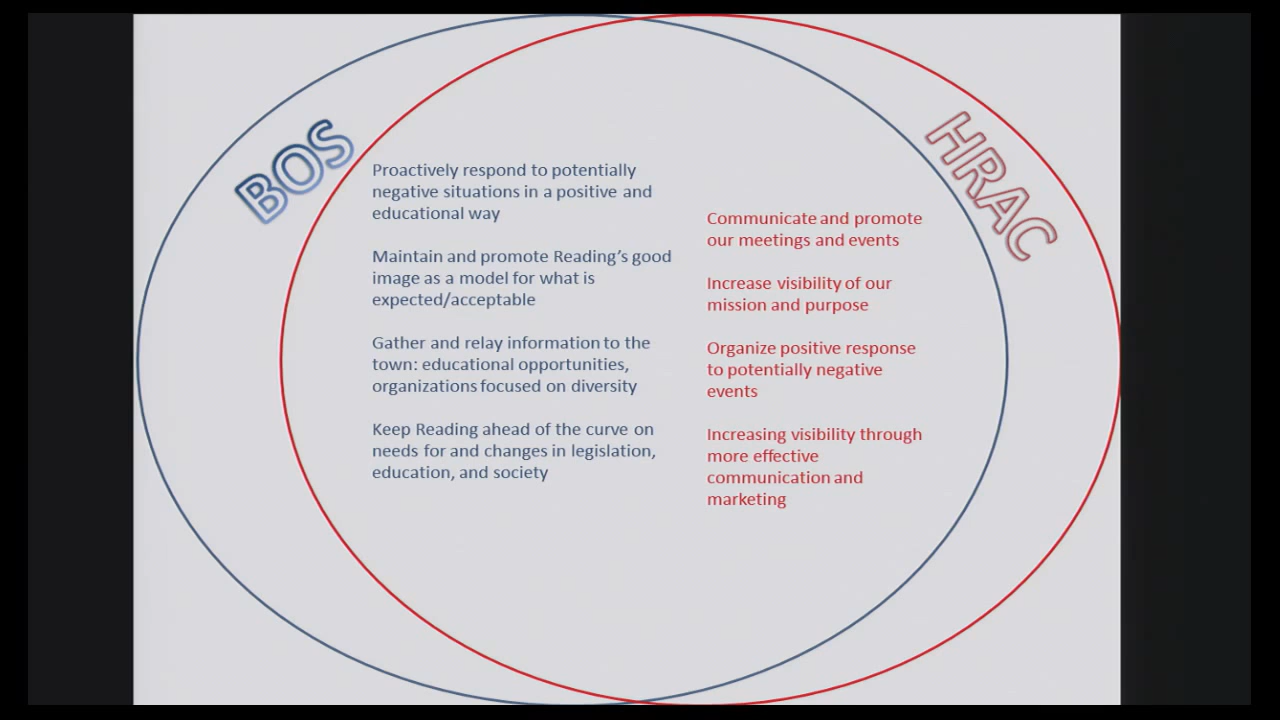 BOS
HRAC
Proactively respond to potentially
negative situations in a positive and
educational way
Maintain and promote Reading's good
image as a model for what is
expected/acceptable
Gather and relay information to the
town: educational opportunities,
organizations focused on diversity
Keep Reading ahead of the curve on
needs for and changes in legislation,
education, and society
Communicate and promote
our meetings and events
Increase visibility of our
mission and purpose
Organize positive response
to potentially negative
events
Increasing visibility through
more effective
communication and
marketing